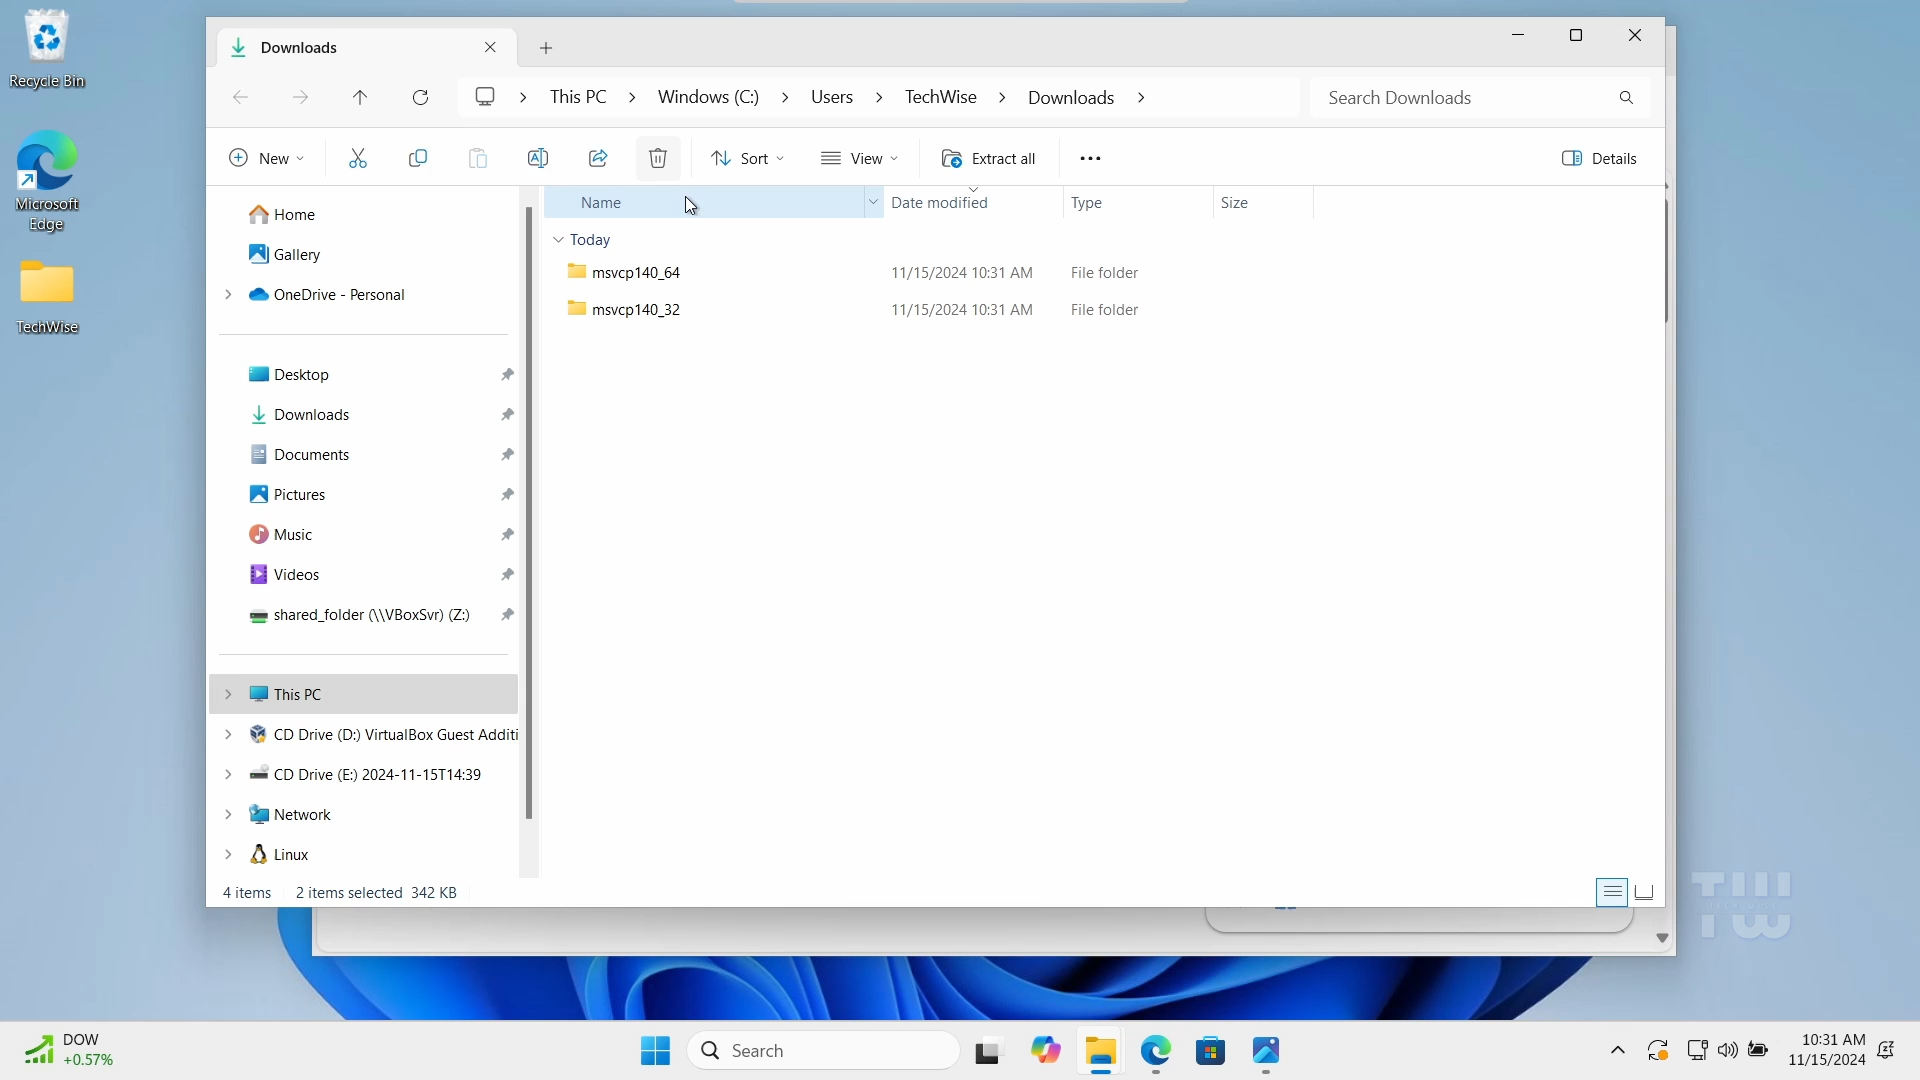 Recycle Bin
Microsoft
Edge
TechWise
Downloads
This PC
Windows (C:)
Users
TechWise
Downloads
Search Downloads
New
Sort
View
Extract all
Details
Home
Gallery
OneDrive - Personal
Desktop
Downloads
Documents
Pictures
Music
Videos
shared_folder (\\VBoxSvr) (Z:)
This PC
CD Drive (D:) VirtualBox Guest Additi
CD Drive (E:) 2024-11-15T14:39
Network
Linux
Name
Date modified
Type
Size
Today
msvcp140_64 11/15/2024 10:31 AM File folder
msvcp140_32 11/15/2024 10:31 AM File folder
4 items 2 items selected 342 KB
TW
DOW
+0.57%
Search
10:31 AM
11/15/2024